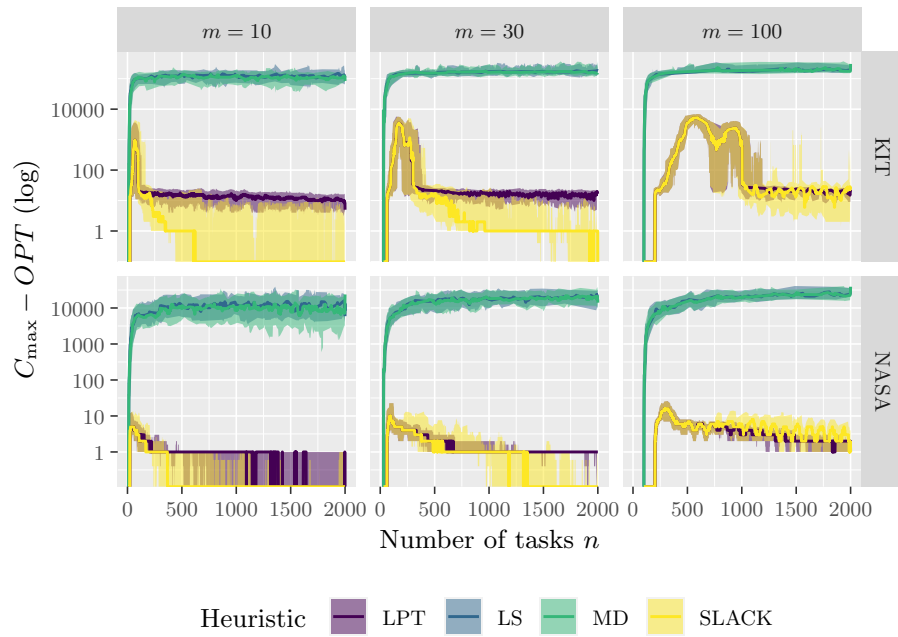 m = 10 m = 30 m = 100
10000
100
1
KIT
10000
1000
100
10
1
NASA
C_max − OPT (log)
0 500 1000 1500 2000 0 500 1000 1500 2000 0 500 1000 1500 2000
Number of tasks n
Heuristic LPT LS MD SLACK